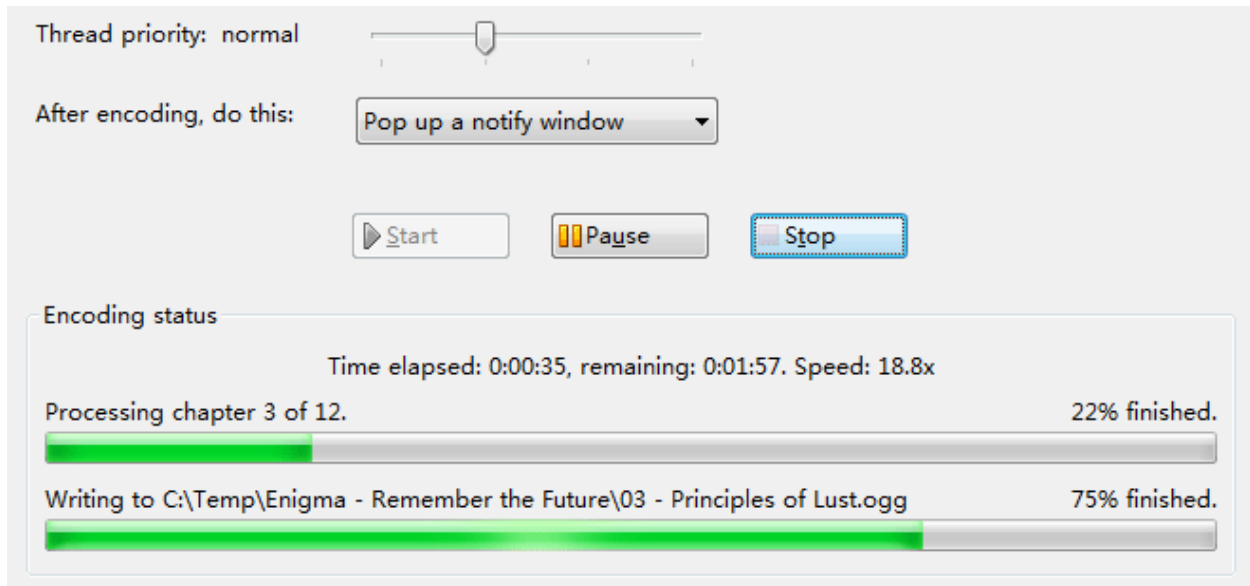 Thread priority: normal
After encoding, do this: Pop up a notify window
Start Pause Stop
Encoding status
Time elapsed: 0:00:35, remaining: 0:01:57. Speed: 18.8x
Processing chapter 3 of 12. 22% finished.
Writing to C:\Temp\Enigma - Remember the Future\03 - Principles of Lust.ogg 75% finished.